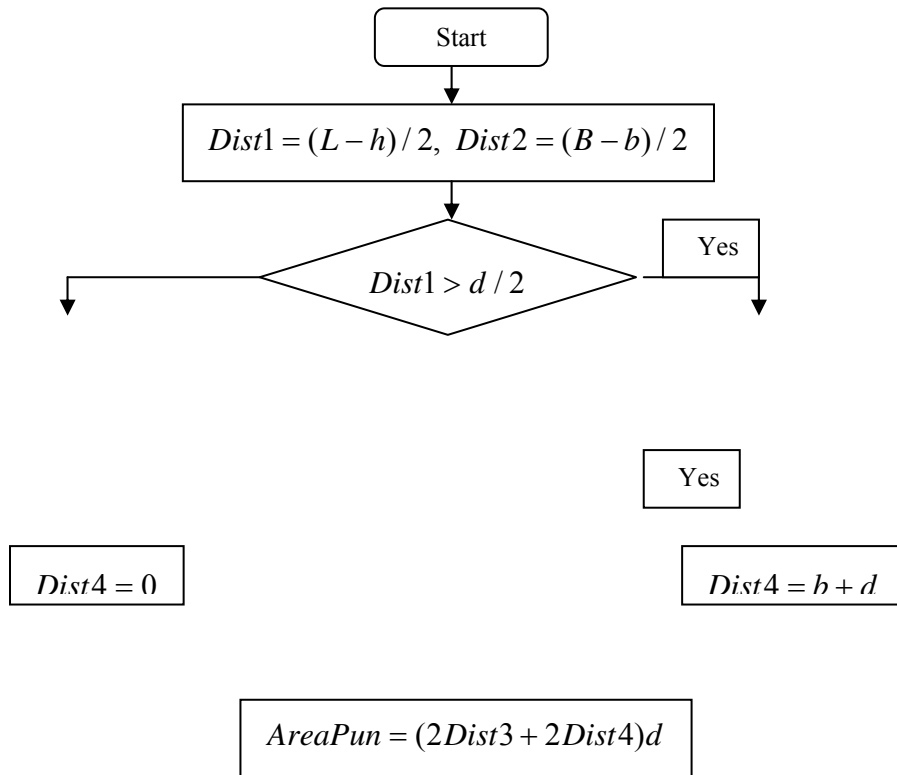 Start
Dist1 = (L − h) / 2, Dist2 = (B − b) / 2
Yes
Dist1 > d / 2
Yes
Dist4 = 0
Dist4 = b + d
AreaPun = (2Dist3 + 2Dist4)d